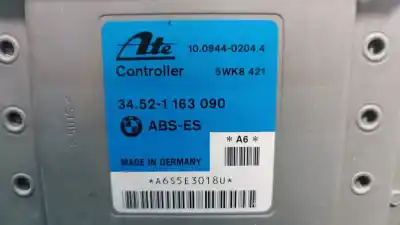 Ate
10.0944-0204.4
Controller
5WK8 421
34.52-1 163 090
BMW
ABS-ES
* A6 *
MADE IN GERMANY
*A6S5E3018U*